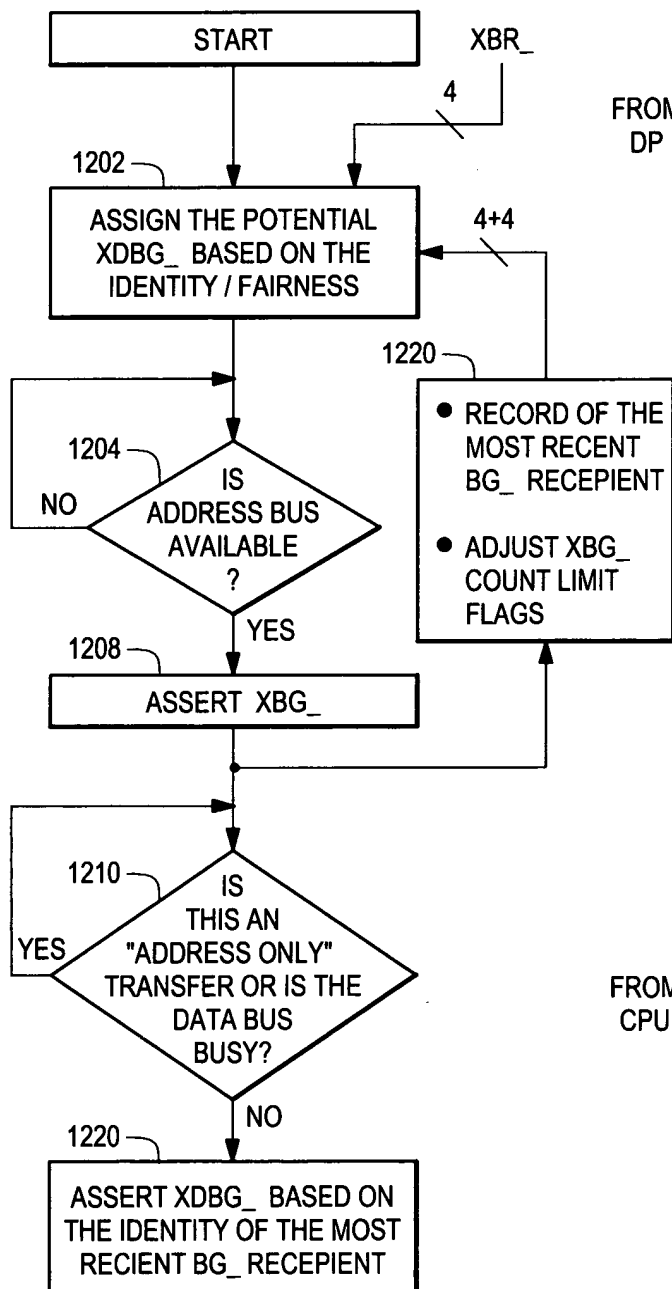 START
XBR_
4
FROM
DP
1202
ASSIGN THE POTENTIAL
XDBG_ BASED ON THE
IDENTITY / FAIRNESS
4+4
1220
● RECORD OF THE
MOST RECENT
BG_ RECEPIENT
● ADJUST XBG_
COUNT LIMIT
FLAGS
1204
IS
ADDRESS BUS
AVAILABLE
?
NO
YES
1208
ASSERT XBG_
1210
IS
THIS AN
"ADDRESS ONLY"
TRANSFER OR IS THE
DATA BUS
BUSY?
YES
FROM
CPU
NO
1220
ASSERT XDBG_ BASED ON
THE IDENTITY OF THE MOST
RECIENT BG_ RECEPIENT